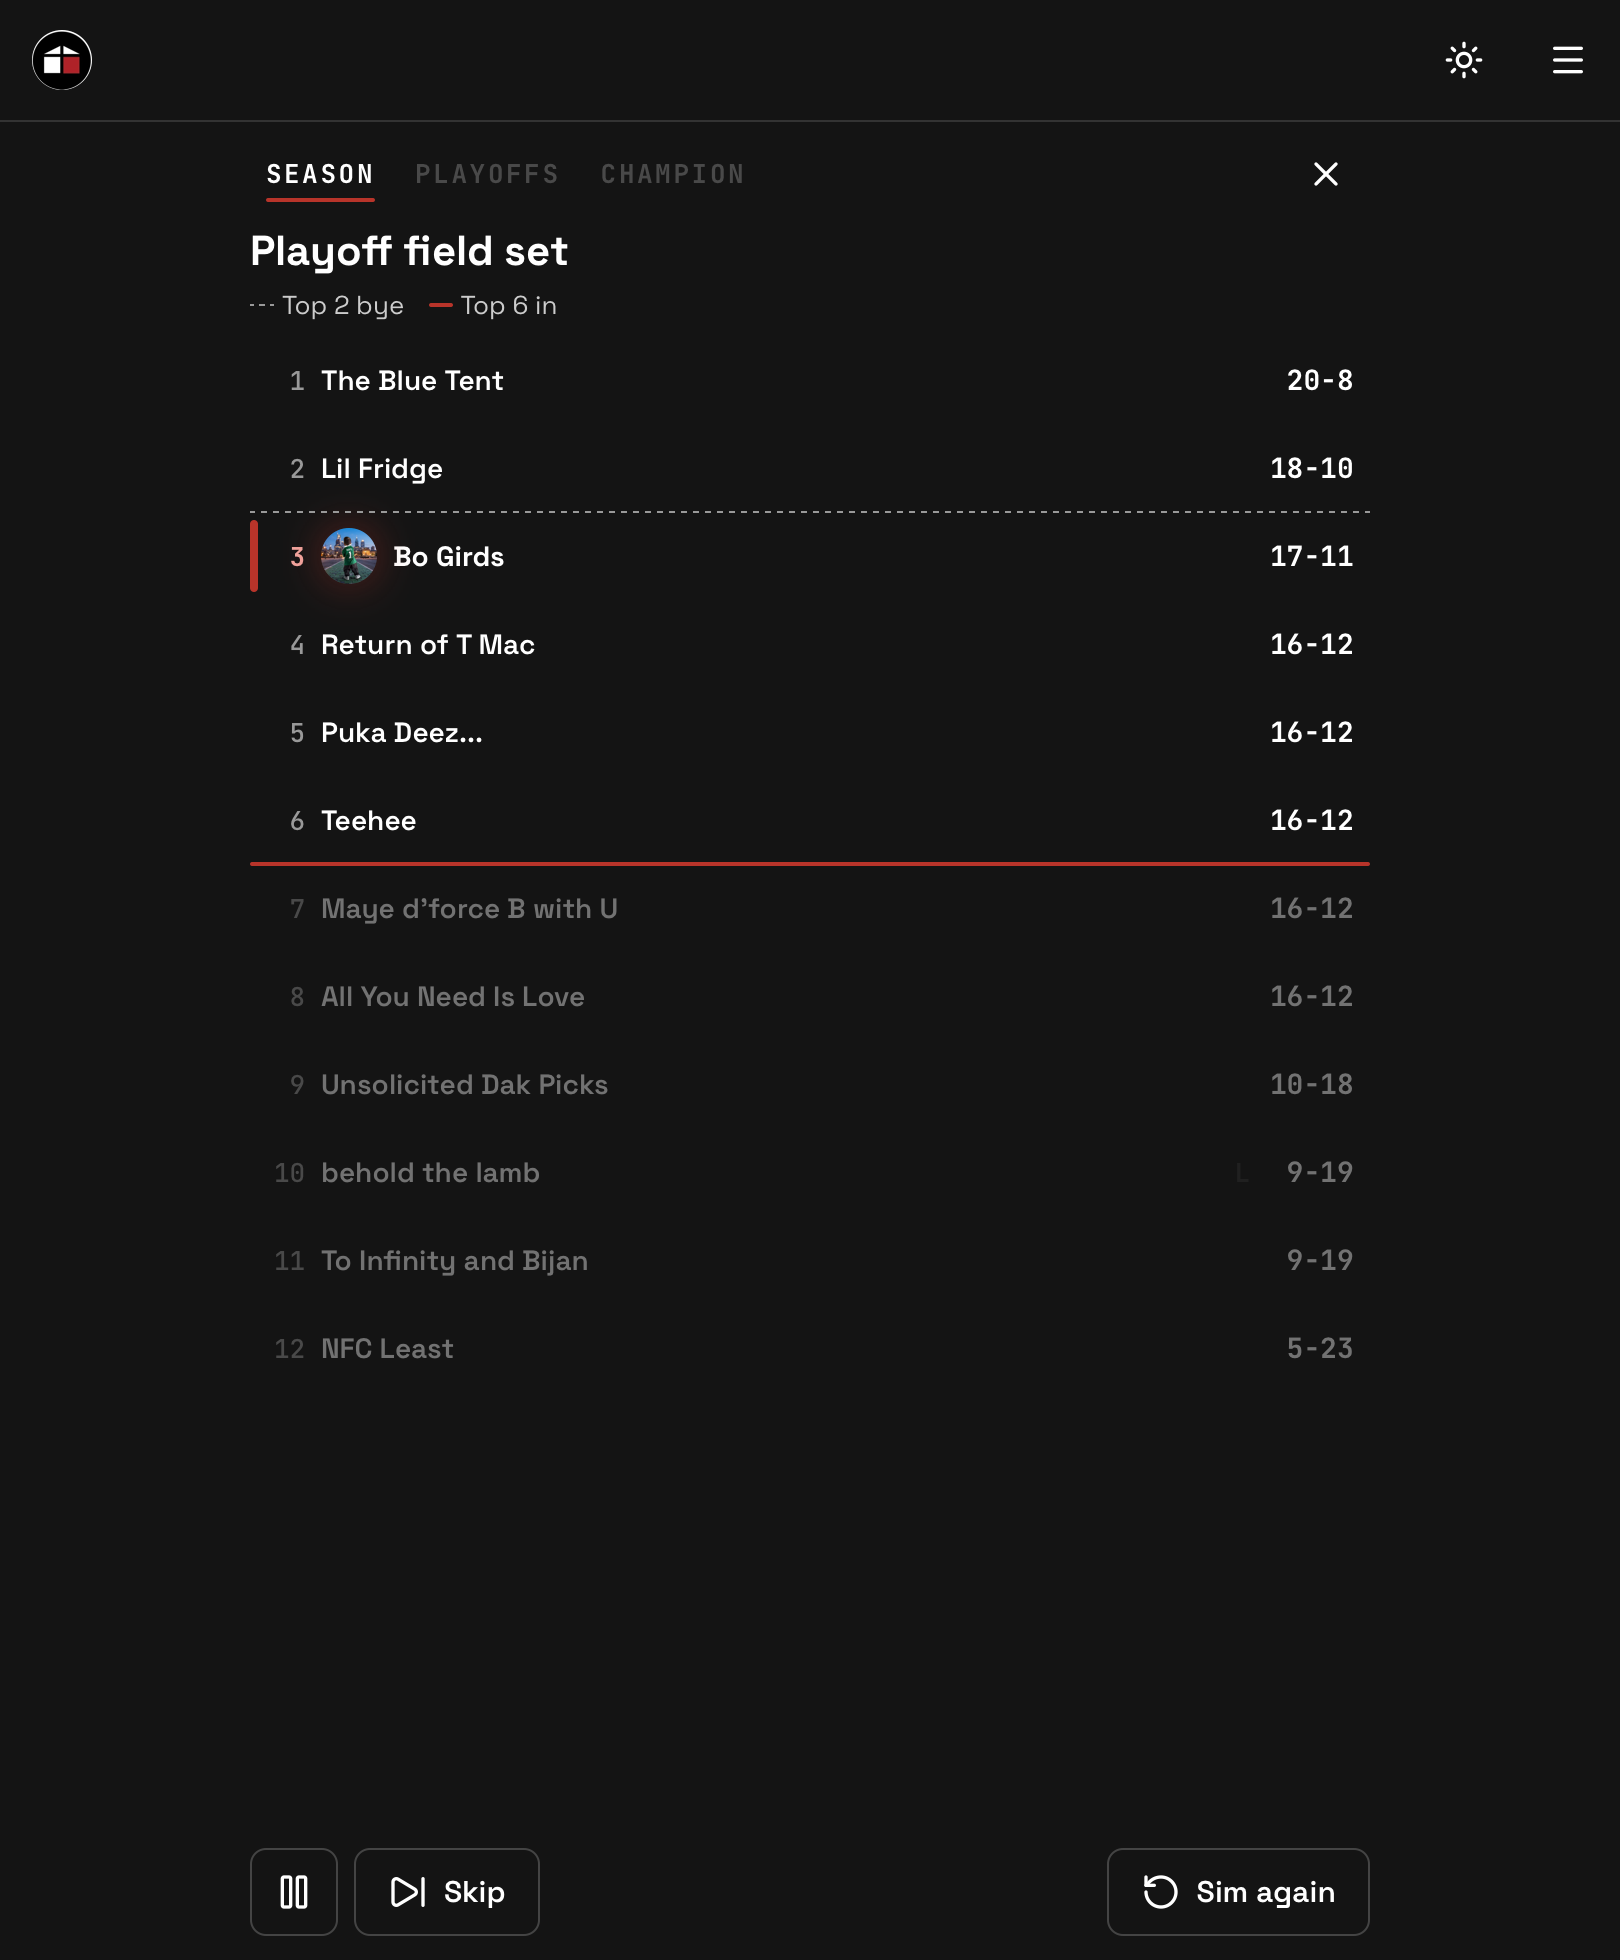 SEASON PLAYOFFS CHAMPION
Playoff field set
Top 2 bye Top 6 in
1 The Blue Tent 20-8
2 Lil Fridge 18-10
3 Bo Girds 17-11
4 Return of T Mac 16-12
5 Puka Deez... 16-12
6 Teehee 16-12
7 Maye d’force B with U 16-12
8 All You Need Is Love 16-12
9 Unsolicited Dak Picks 10-18
10 behold the lamb L 9-19
11 To Infinity and Bijan 9-19
12 NFC Least 5-23
Skip Sim again